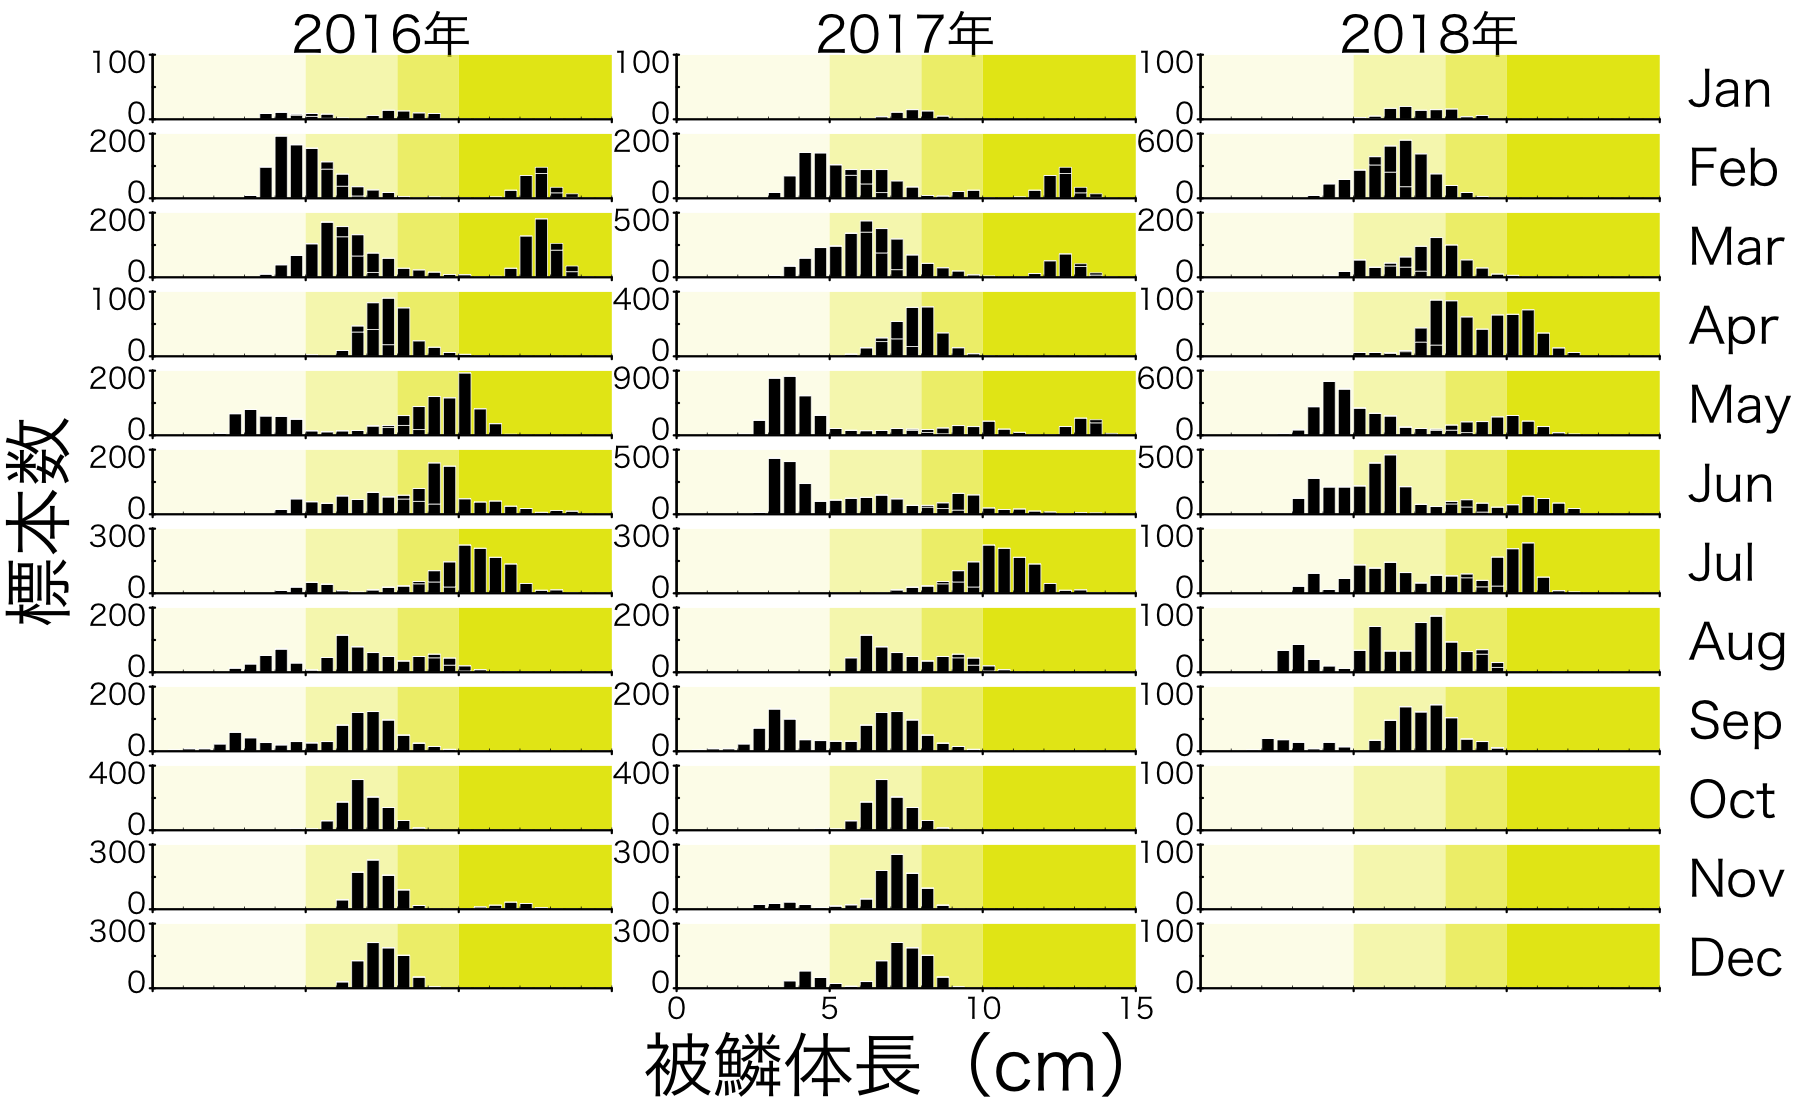 2016年 2017年 2018年
100 0 100 0 100 0 Jan
200 0 200 0 600 0 Feb
200 0 500 0 200 0 Mar
100 0 400 0 100 0 Apr
200 0 900 0 600 0 May
200 0 500 0 500 0 Jun
300 0 300 0 100 0 Jul
200 0 200 0 100 0 Aug
200 0 200 0 100 0 Sep
400 0 400 0 100 0 Oct
300 0 300 0 100 0 Nov
300 0 300 0 100 0 Dec
標本数
0 5 10 15
被鱗体長（cm）